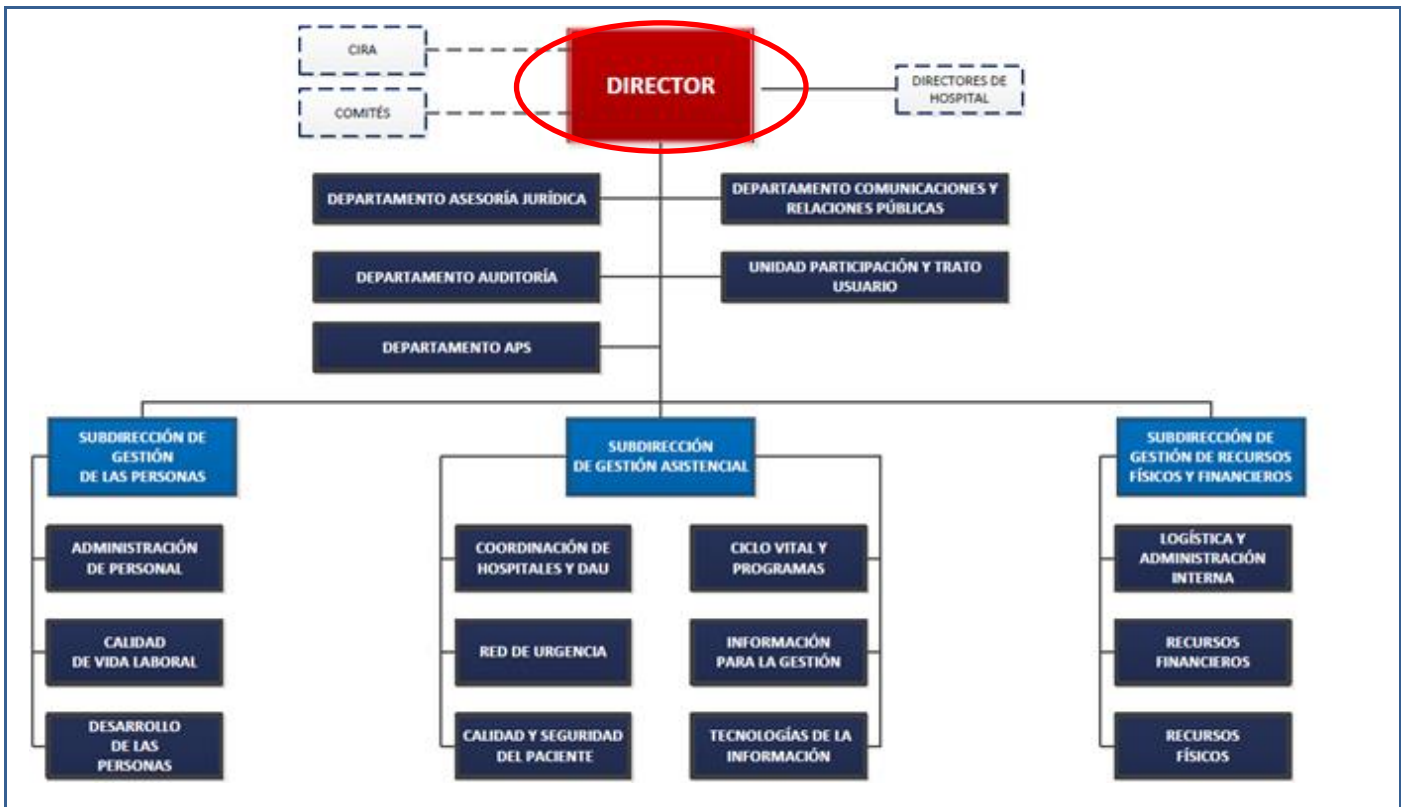 CIRA
COMITÉS
DIRECTOR
DIRECTORES DE
HOSPITAL
DEPARTAMENTO ASESORÍA JURÍDICA
DEPARTAMENTO COMUNICACIONES Y
RELACIONES PÚBLICAS
DEPARTAMENTO AUDITORÍA
UNIDAD PARTICIPACIÓN Y TRATO
USUARIO
DEPARTAMENTO APS
SUBDIRECCIÓN DE
GESTIÓN
DE LAS PERSONAS
ADMINISTRACIÓN
DE PERSONAL
CALIDAD
DE VIDA LABORAL
DESARROLLO
DE LAS
PERSONAS
SUBDIRECCIÓN
DE GESTIÓN ASISTENCIAL
COORDINACIÓN DE
HOSPITALES Y DAU
RED DE URGENCIA
CALIDAD Y SEGURIDAD
DEL PACIENTE
CICLO VITAL Y
PROGRAMAS
INFORMACIÓN
PARA LA GESTIÓN
TECNOLOGÍAS DE LA
INFORMACIÓN
SUBDIRECCIÓN DE
GESTIÓN DE RECURSOS
FÍSICOS Y FINANCIEROS
LOGÍSTICA Y
ADMINISTRACIÓN
INTERNA
RECURSOS
FINANCIEROS
RECURSOS
FÍSICOS